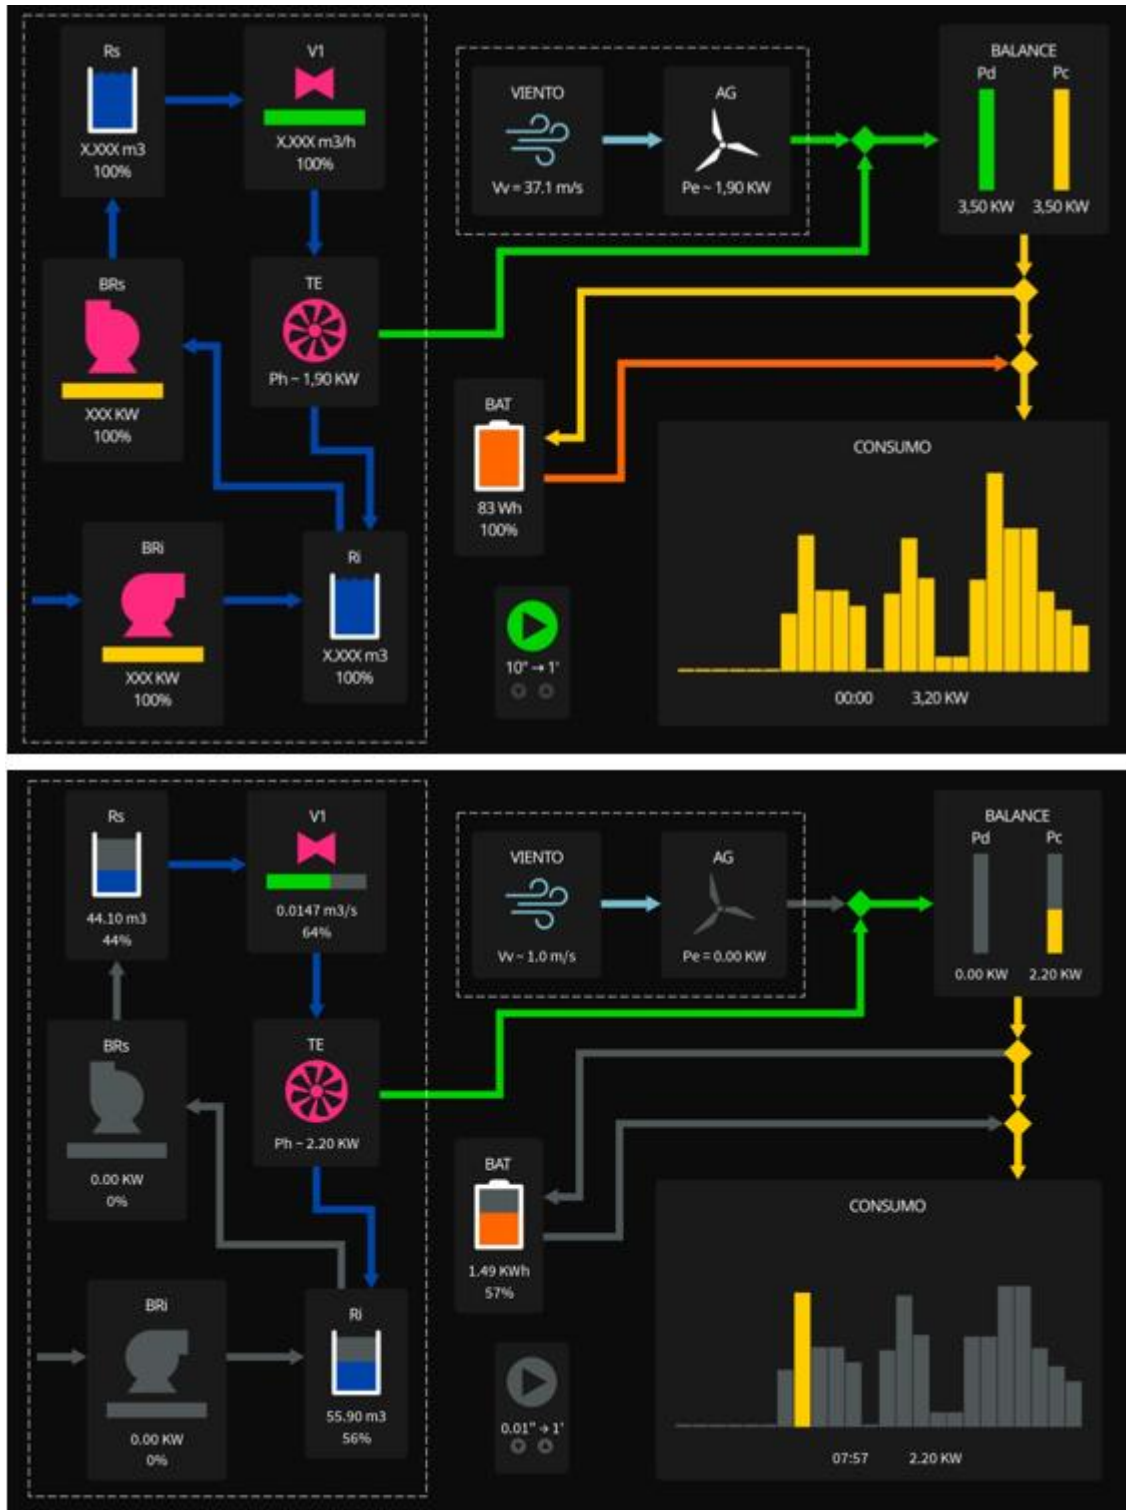 Rs
X.XXX m3
100%
V1
X.XXX m3/h
100%
VIENTO
Vv = 37.1 m/s
AG
Pe ~ 1,90 KW
BALANCE
Pd Pc
3,50 KW 3,50 KW
BRs
XXX KW
100%
TE
Ph ~ 1,90 KW
BAT
83 Wh
100%
CONSUMO
00:00 3,20 KW
BRi
XXX KW
100%
Ri
X.XXX m3
100%
10" → 1'
Rs
44.10 m3
44%
V1
0.0147 m3/s
64%
VIENTO
Vv ~ 1.0 m/s
AG
Pe = 0.00 KW
BALANCE
Pd Pc
0.00 KW 2.20 KW
BRs
0.00 KW
0%
TE
Ph ~ 2.20 KW
BAT
1.49 KWh
57%
CONSUMO
07:57 2.20 KW
BRi
0.00 KW
0%
Ri
55.90 m3
56%
0.01" → 1'